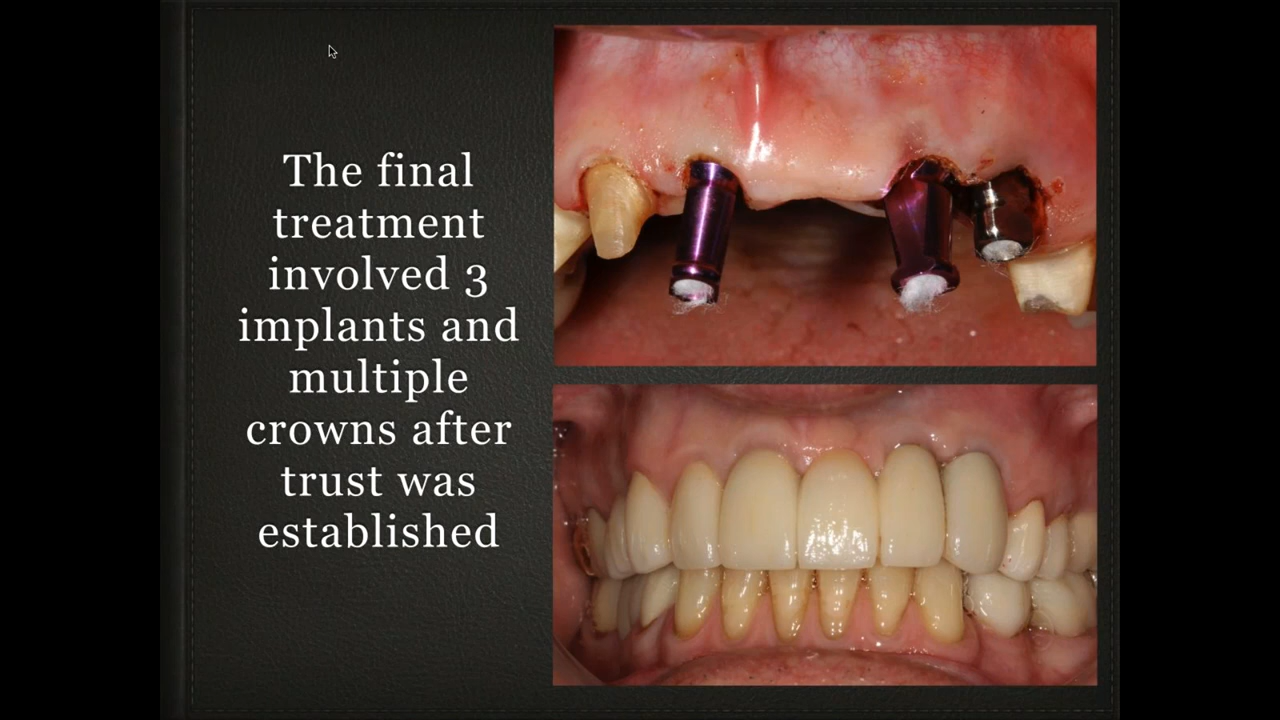 The final
treatment
involved 3
implants and
multiple
crowns after
trust was
established